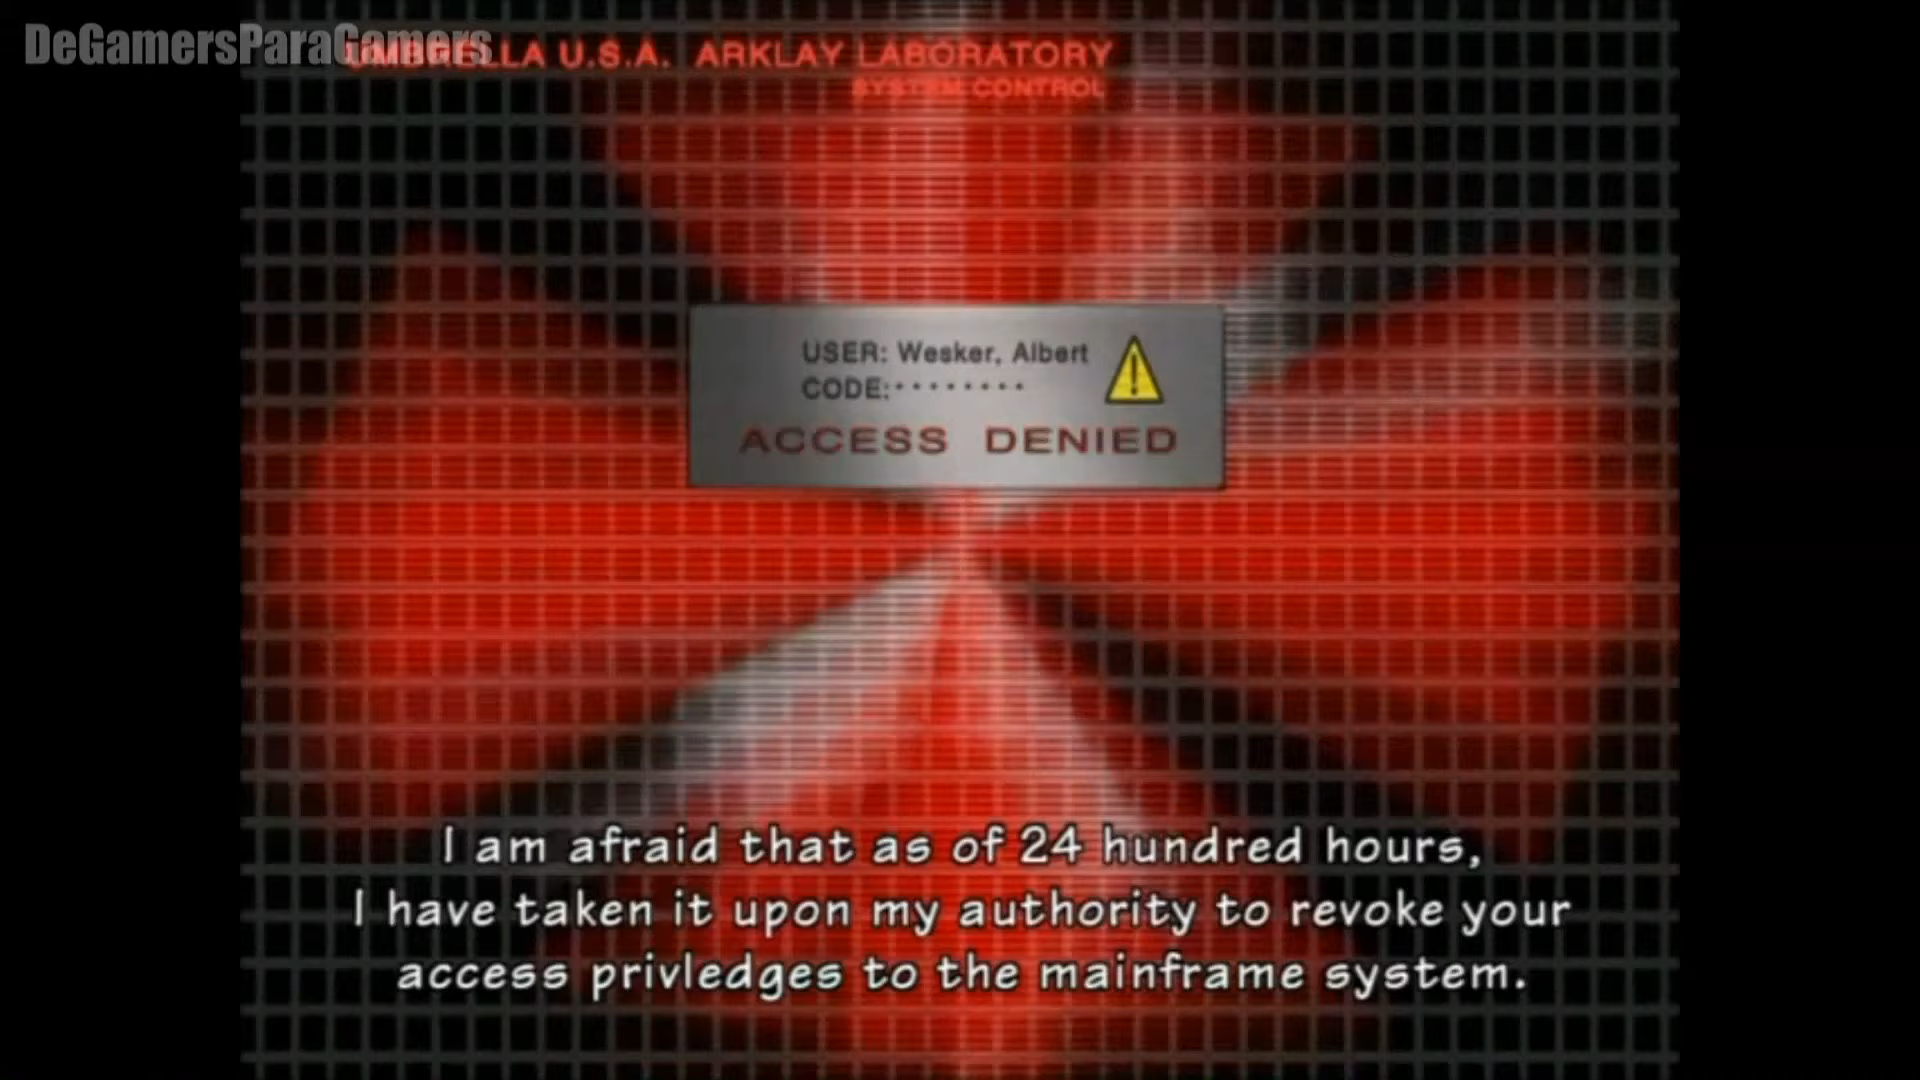 DeGamersParaGamers
UMBRELLA U.S.A. ARKLAY LABORATORY
SYSTEM CONTROL
USER: Wesker, Albert
CODE:********
ACCESS DENIED
I am afraid that as of 24 hundred hours,
I have taken it upon my authority to revoke your
access privledges to the mainframe system.